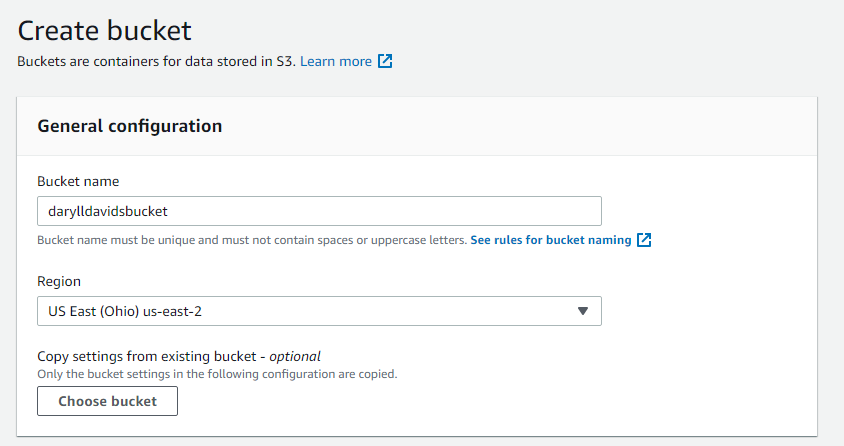 Create bucket
Buckets are containers for data stored in S3. Learn more
General configuration
Bucket name
darylldavidsbucket
Bucket name must be unique and must not contain spaces or uppercase letters. See rules for bucket naming
Region
US East (Ohio) us-east-2
Copy settings from existing bucket - optional
Only the bucket settings in the following configuration are copied.
Choose bucket